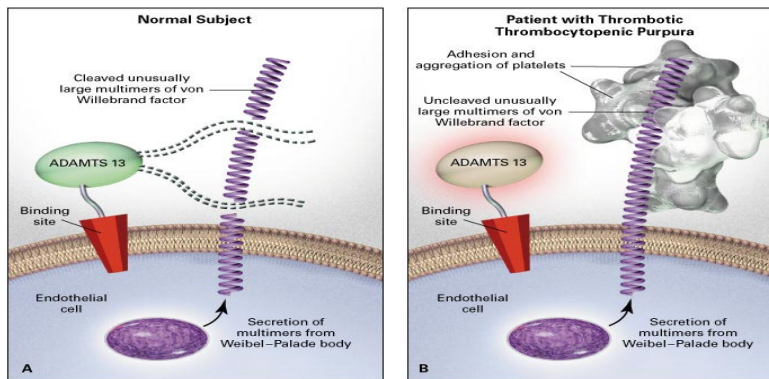 Normal Subject
Cleaved unusually
large multimers of von
Willebrand factor
ADAMTS 13
Binding
site
Endothelial
cell
Secretion of
multimers from
Weibel–Palade body
A
Patient with Thrombotic
Thrombocytopenic Purpura
Adhesion and
aggregation of platelets
Uncleaved unusually
large multimers of von
Willebrand factor
ADAMTS 13
Binding
site
Endothelial
cell
Secretion of
multimers from
Weibel–Palade body
B